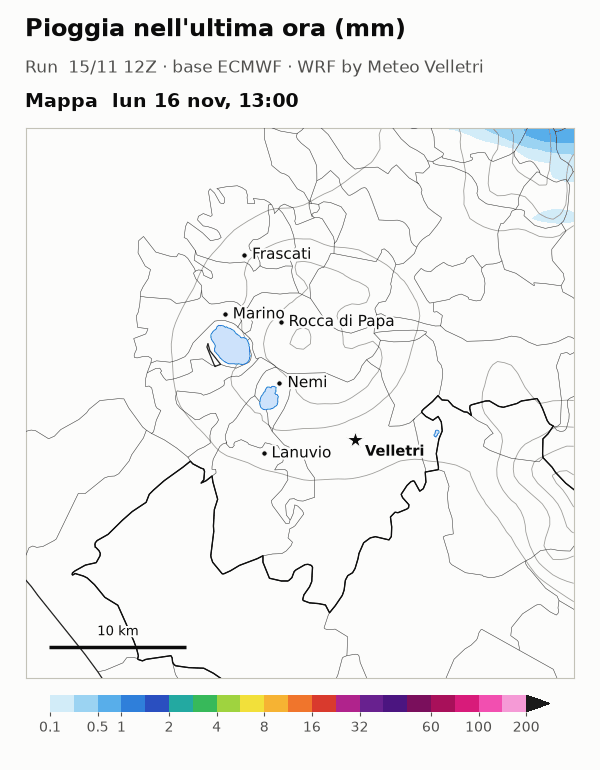 Pioggia nell'ultima ora (mm)
Run  15/11 12Z · base ECMWF · WRF by Meteo Velletri
Mappa  lun 16 nov, 13:00
Frascati
Marino
Rocca di Papa
Nemi
Velletri
Lanuvio
10 km
0.1 0.5 1 2 4 8 16 32 60 100 200